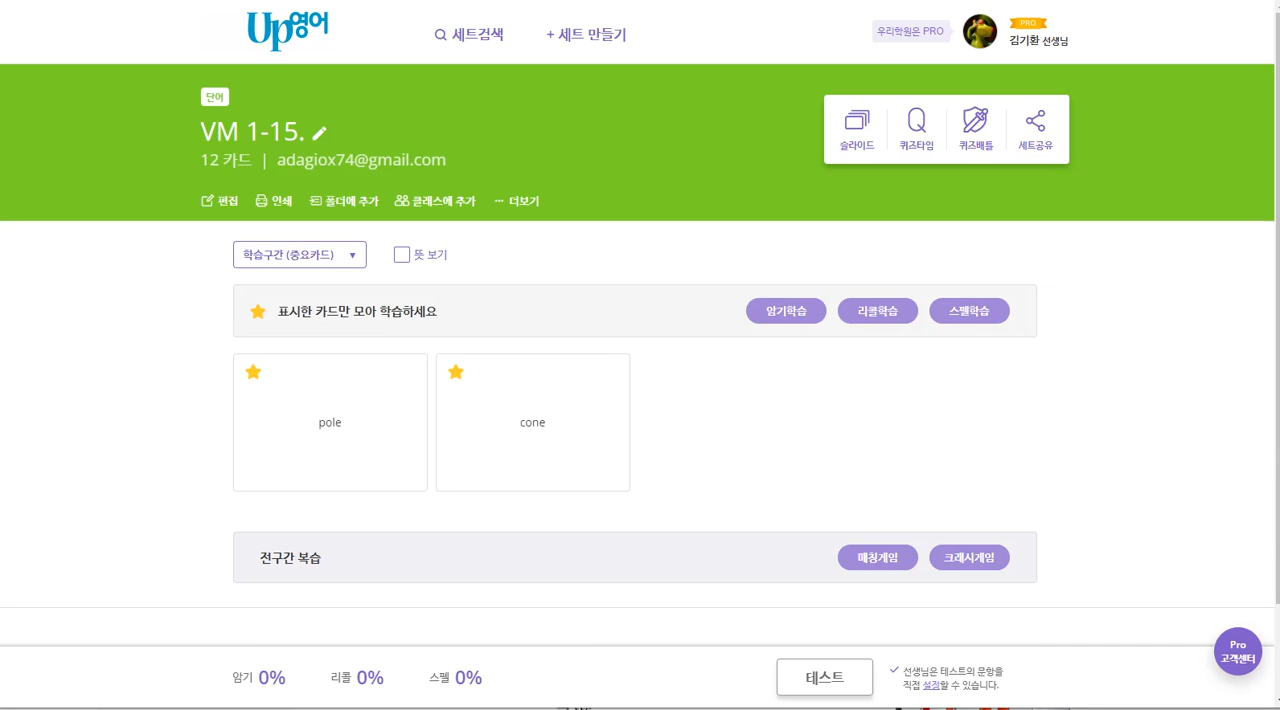 Up영어
세트검색
+ 세트 만들기
우리학원은 PRO
PRO
김기환 선생님
단어
VM 1-15.
12 카드 | adagiox74@gmail.com
슬라이드
퀴즈타임
퀴즈배틀
세트공유
편집
인쇄
폴더에 추가
클래스에 추가
··· 더보기
학습구간 (중요카드) ▼
뜻 보기
표시한 카드만 모아 학습하세요
암기학습
리콜학습
스펠학습
pole
cone
전구간 복습
매칭게임
크래시게임
Pro
고객센터
암기 0%
리콜 0%
스펠 0%
테스트
선생님은 테스트의 문항을
직접 설정할 수 있습니다.